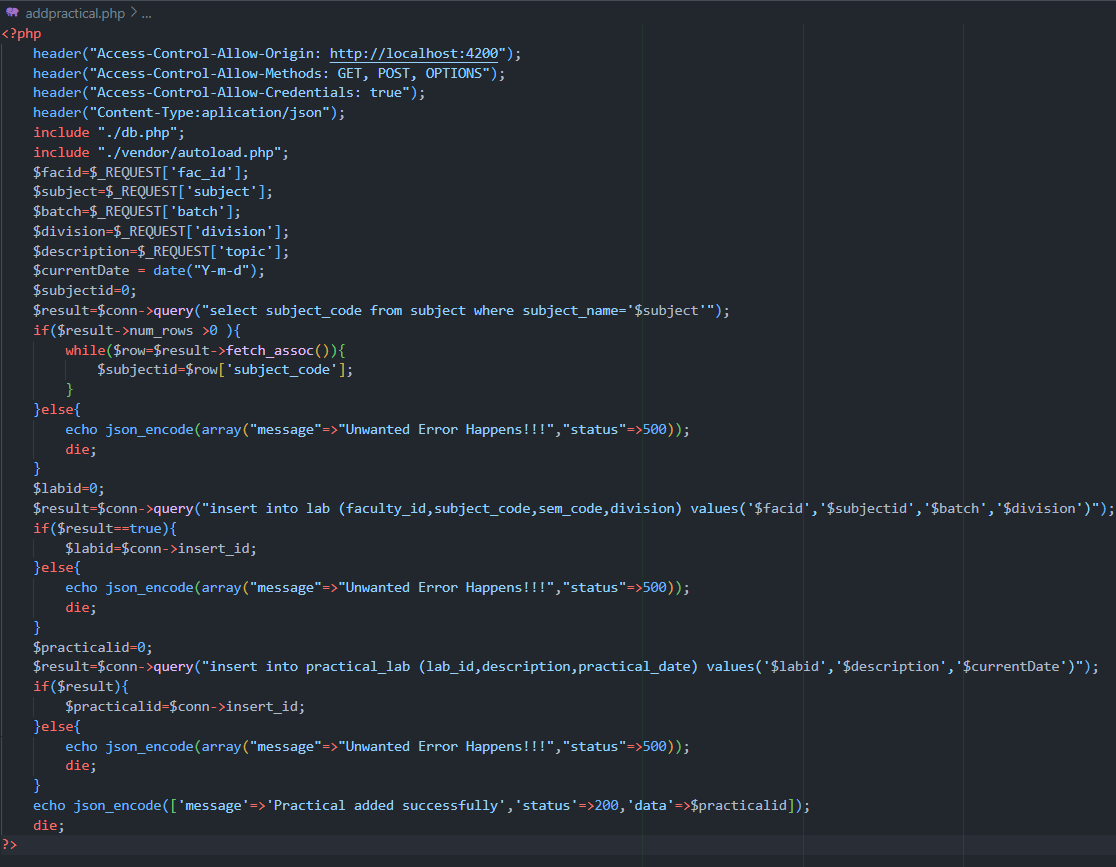 addpractical.php > ...
<?php
    header("Access-Control-Allow-Origin: http://localhost:4200");
    header("Access-Control-Allow-Methods: GET, POST, OPTIONS");
    header("Access-Control-Allow-Credentials: true");
    header("Content-Type:aplication/json");
    include "./db.php";
    include "./vendor/autoload.php";
    $facid=$_REQUEST['fac_id'];
    $subject=$_REQUEST['subject'];
    $batch=$_REQUEST['batch'];
    $division=$_REQUEST['division'];
    $description=$_REQUEST['topic'];
    $currentDate = date("Y-m-d");
    $subjectid=0;
    $result=$conn->query("select subject_code from subject where subject_name='$subject'");
    if($result->num_rows >0 ){
        while($row=$result->fetch_assoc()){
            $subjectid=$row['subject_code'];
        }
    }else{
        echo json_encode(array("message"=>"Unwanted Error Happens!!!","status"=>500));
        die;
    }
    $labid=0;
    $result=$conn->query("insert into lab (faculty_id,subject_code,sem_code,division) values('$facid','$subjectid','$batch','$division')");
    if($result==true){
        $labid=$conn->insert_id;
    }else{
        echo json_encode(array("message"=>"Unwanted Error Happens!!!","status"=>500));
        die;
    }
    $practicalid=0;
    $result=$conn->query("insert into practical_lab (lab_id,description,practical_date) values('$labid','$description','$currentDate')");
    if($result){
        $practicalid=$conn->insert_id;
    }else{
        echo json_encode(array("message"=>"Unwanted Error Happens!!!","status"=>500));
        die;
    }
    echo json_encode(['message'=>'Practical added successfully','status'=>200,'data'=>$practicalid]);
    die;
?>